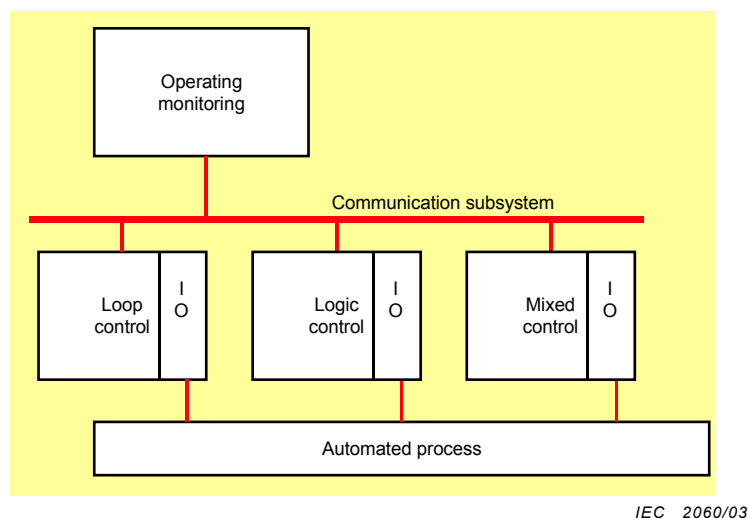 Operating
monitoring
Communication subsystem
Loop
control
I
O
Logic
control
I
O
Mixed
control
I
O
Automated process
IEC 2060/03